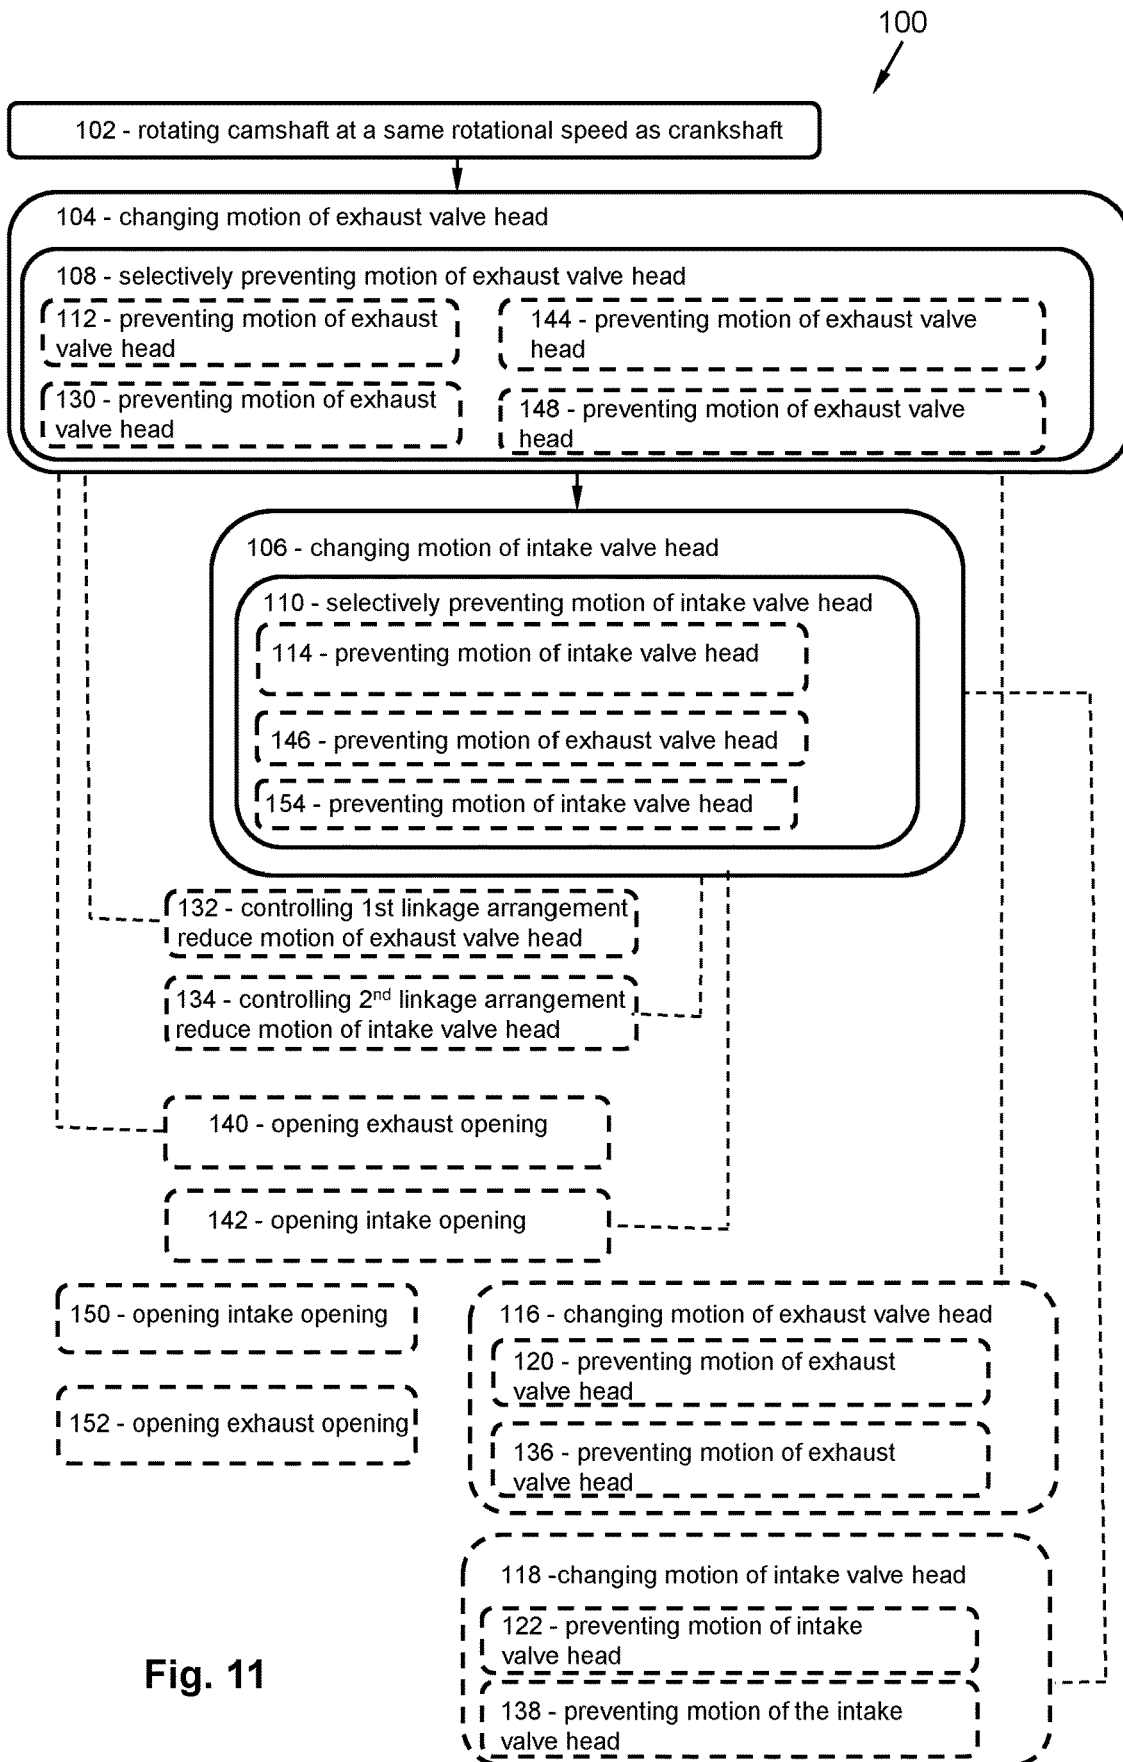 100
102 - rotating camshaft at a same rotational speed as crankshaft
104 - changing motion of exhaust valve head
108 - selectively preventing motion of exhaust valve head
112 - preventing motion of exhaust
valve head
144 - preventing motion of exhaust valve
head
130 - preventing motion of exhaust
valve head
148 - preventing motion of exhaust valve
head
106 - changing motion of intake valve head
110 - selectively preventing motion of intake valve head
114 - preventing motion of intake valve head
146 - preventing motion of exhaust valve head
154 - preventing motion of intake valve head
132 - controlling 1st linkage arrangement
reduce motion of exhaust valve head
134 - controlling 2nd linkage arrangement
reduce motion of intake valve head
140 - opening exhaust opening
142 - opening intake opening
150 - opening intake opening
152 - opening exhaust opening
116 - changing motion of exhaust valve head
120 - preventing motion of exhaust
valve head
136 - preventing motion of exhaust
valve head
118 -changing motion of intake valve head
122 - preventing motion of intake
valve head
138 - preventing motion of the intake
valve head
Fig. 11